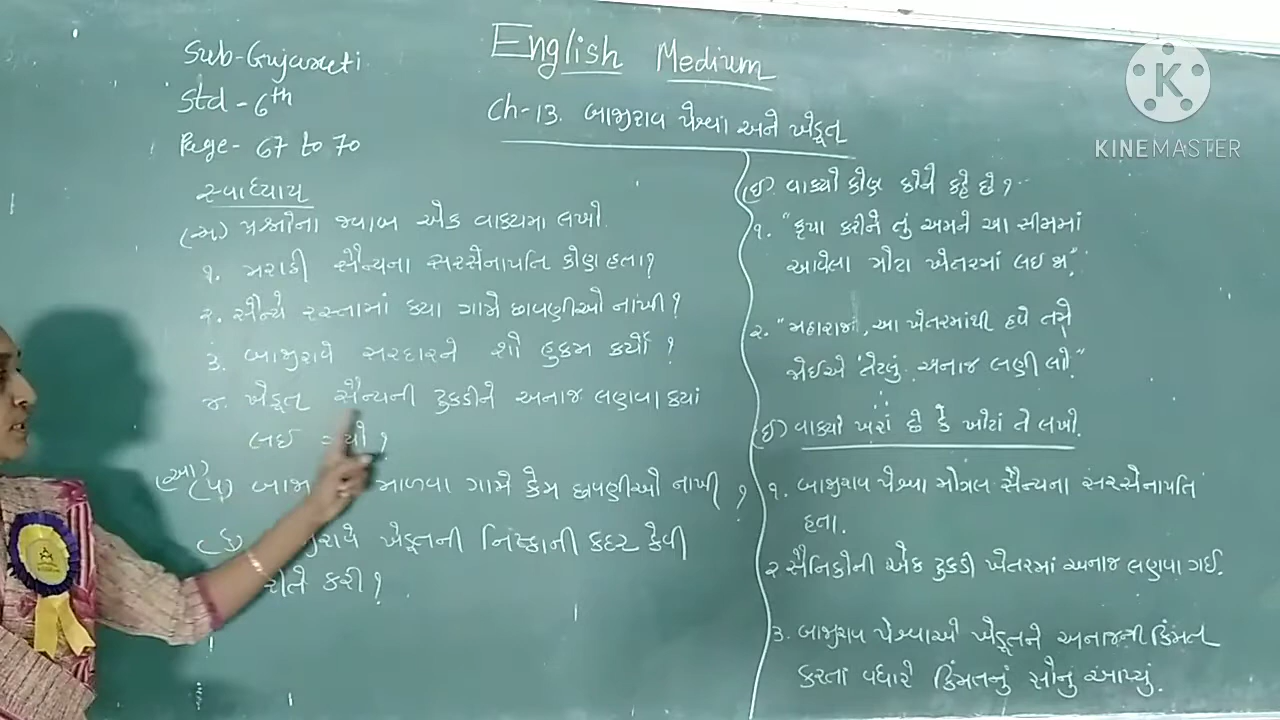 Sub-Gujarati
Std - 6th
Page - 67 to 70
English Medium
Ch-13. બાજીરાવ પેશ્વા અને ખેડૂત
સ્વાધ્યાય
(અ) પ્રશ્નોના જવાબ એક વાક્યમા લખો.
૧. મરાઠી સૈન્યના સરસેનાપતિ કોણ હતા?
૨. સૈન્યે રસ્તામાં ક્યા ગામે છાવણીઓ નાખી?
૩. બાજીરાવે સરદારને શો હુકમ કર્યો?
૪. ખેડૂત સૈન્યની ટુકડીને અનાજ લણવા ક્યાં
લઈ ?
(આ) (૫) બાજી માળવા ગામે કેમ છાવણીઓ નાખી ?
ખેડૂતની નિષ્ઠાની કદર કેવી
રીતે કરી?
(ઈ) વાક્યો કોણ કોને કહે છે?
૧. "કૃપા કરીને તું અમને આ સીમમાં
આવેલા મોટા ખેતરમાં લઈ જા."
૨. "મહારાજ, આ ખેતરમાંથી હવે તમે
જોઈએ તેટલું અનાજ લણી લો."
(ઈ) વાક્યો ખરાં છે કે ખોટાં તે લખો.
૧. બાજીરાવ પેશ્વા મોગલ સૈન્યના સરસેનાપતિ
હતા.
૨ સૈનિકોની એક ટુકડી ખેતરમાં અનાજ લણવા ગઈ.
૩. બાજીરાવ પેશ્વાઓ ખેડૂતને અનાજની કિંમત
કરતાં વધારે કિંમતનું સોનુ આપ્યું.
K
KINEMASTER